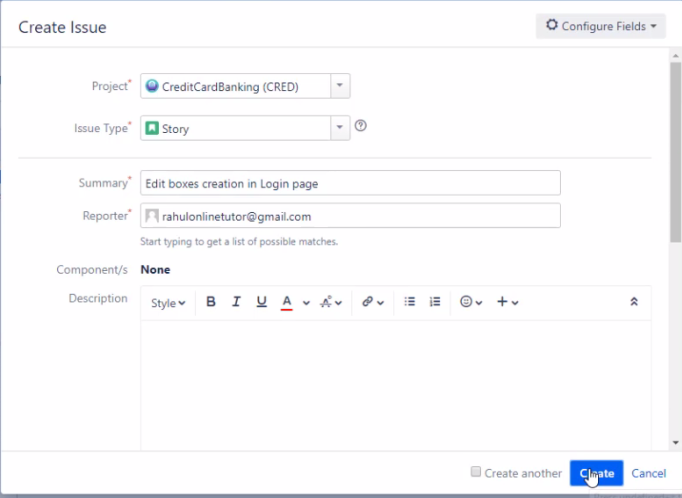 Create Issue
Configure Fields
Project*
CreditCardBanking (CRED)
Issue Type*
Story
Summary*
Edit boxes creation in Login page
Reporter*
rahulonlinetutor@gmail.com
Start typing to get a list of possible matches.
Component/s
None
Description
Style
B I U A
Create another
Create
Cancel